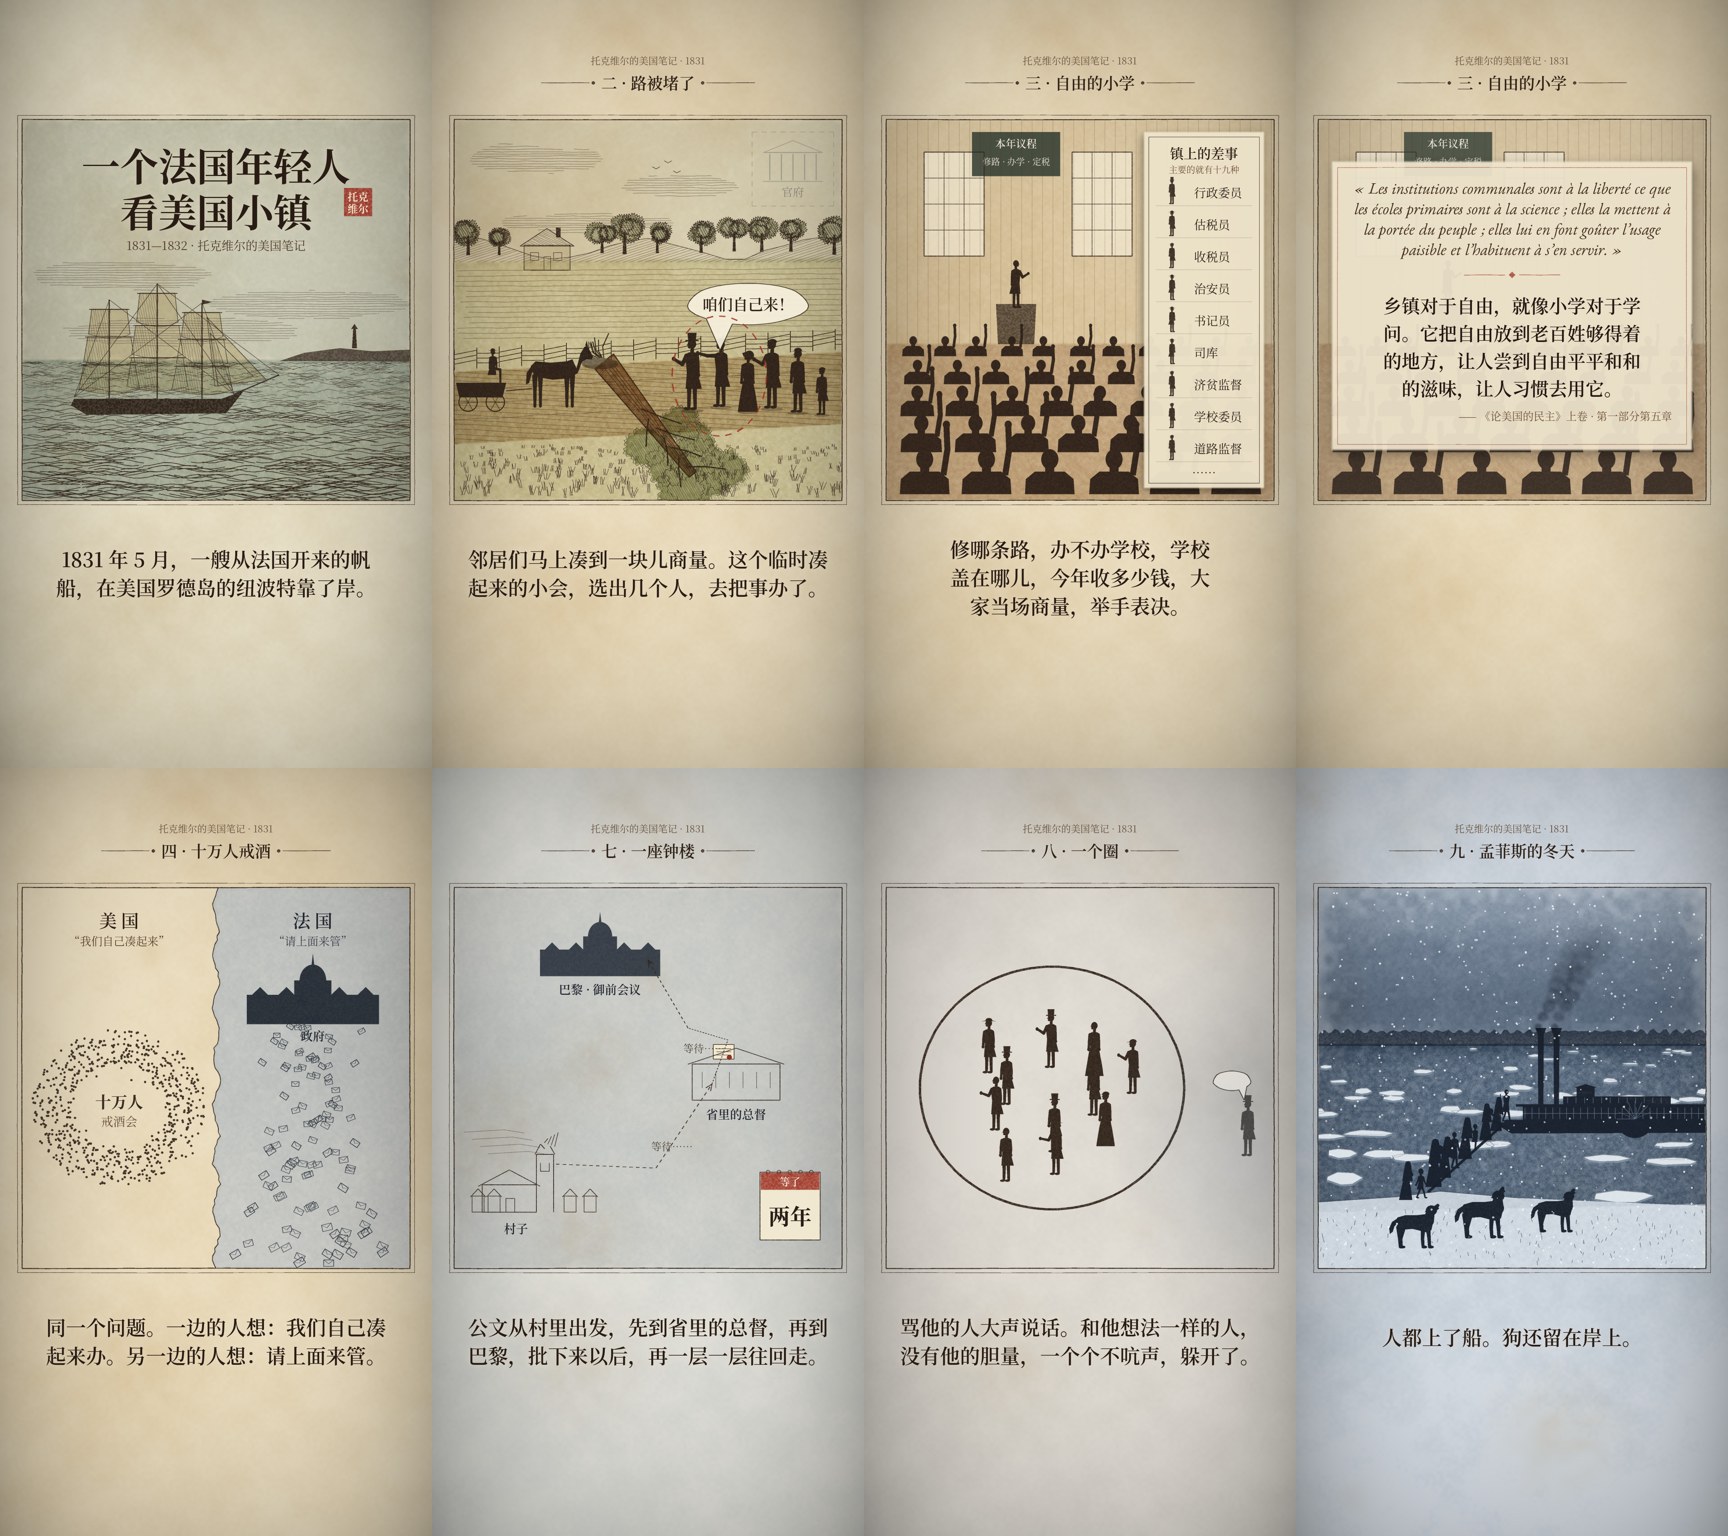 一个法国年轻人
看美国小镇
托克
维尔
1831—1832 · 托克维尔的美国笔记
1831 年 5 月，一艘从法国开来的帆
船，在美国罗德岛的纽波特靠了岸。
托克维尔的美国笔记 · 1831
二 · 路被堵了
官府
咱们自己来！
邻居们马上凑到一块儿商量。这个临时凑
起来的小会，选出几个人，去把事办了。
托克维尔的美国笔记 · 1831
三 · 自由的小学
本年议程
修路 · 办学 · 定税
镇上的差事
主要的就有十九种
行政委员
估税员
收税员
治安员
书记员
司库
济贫监督
学校委员
道路监督
……
修哪条路，办不办学校，学校
盖在哪儿，今年收多少钱，大
家当场商量，举手表决。
托克维尔的美国笔记 · 1831
三 · 自由的小学
本年议程
修路 · 办学 · 定税
« Les institutions communales sont à la liberté ce que
les écoles primaires sont à la science ; elles la mettent à
la portée du peuple ; elles lui en font goûter l’usage
paisible et l’habituent à s’en servir. »
乡镇对于自由，就像小学对于学
问。它把自由放到老百姓够得着
的地方，让人尝到自由平平和和
的滋味，让人习惯去用它。
——《论美国的民主》上卷 · 第一部分第五章
托克维尔的美国笔记 · 1831
四 · 十万人戒酒
美国
“我们自己凑起来”
法国
“请上面来管”
政府
十万人
戒酒会
同一个问题。一边的人想：我们自己凑
起来办。另一边的人想：请上面来管。
托克维尔的美国笔记 · 1831
七 · 一座钟楼
巴黎 · 御前会议
等待……
省里的总督
等待……
村子
等了
两年
公文从村里出发，先到省里的总督，再到
巴黎，批下来以后，再一层一层往回走。
托克维尔的美国笔记 · 1831
八 · 一个圈
骂他的人大声说话。和他想法一样的人，
没有他的胆量，一个个不吭声，躲开了。
托克维尔的美国笔记 · 1831
九 · 孟菲斯的冬天
人都上了船。狗还留在岸上。